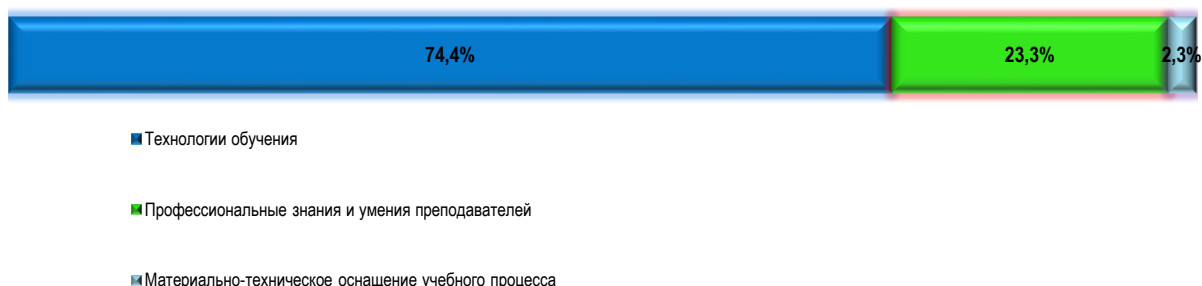 74,4% 23,3% 2,3%
Технологии обучения
Профессиональные знания и умения преподавателей
Материально-техническое оснащение учебного процесса